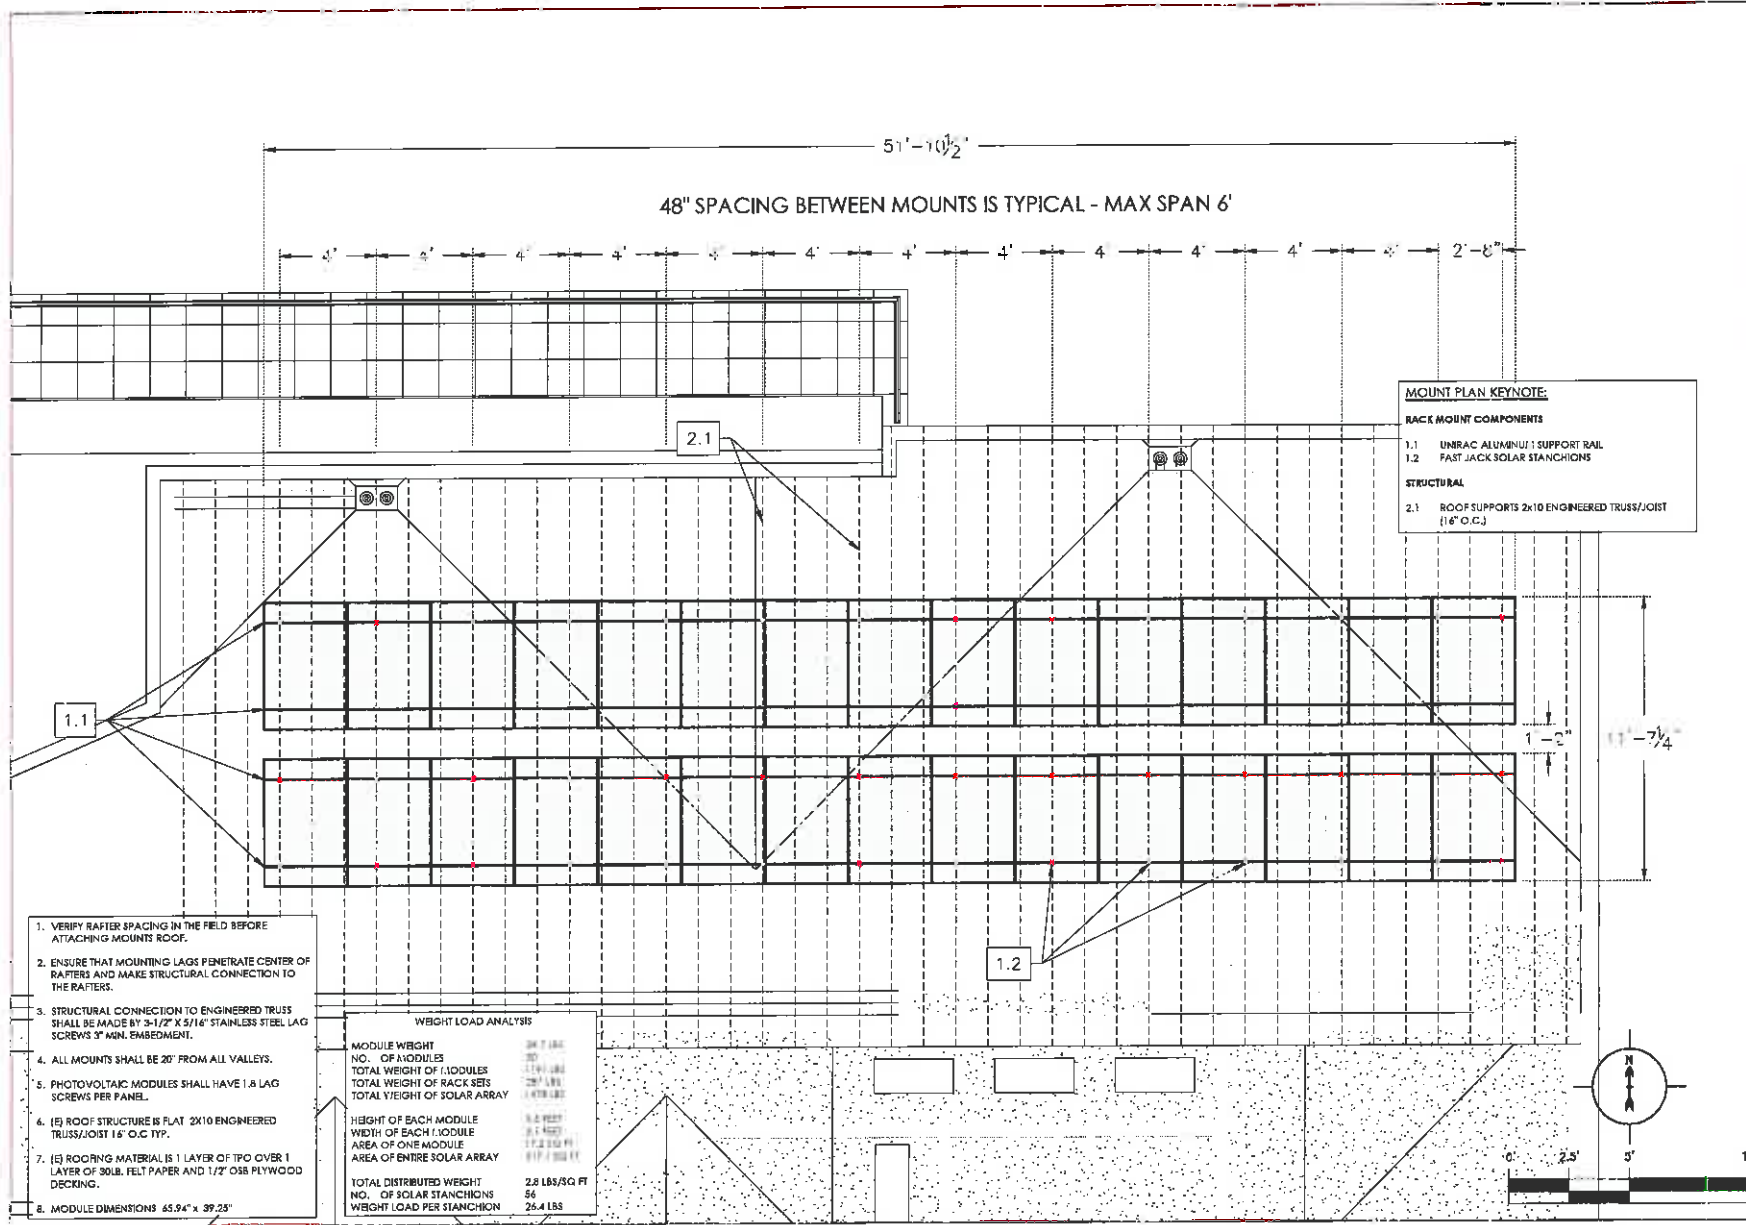 51'-10½"
48" SPACING BETWEEN MOUNTS IS TYPICAL - MAX SPAN 6'
4' 4' 4' 4' 4' 4' 4' 4' 4' 4' 4' 2'-8"
2.1
MOUNT PLAN KEYNOTE:
RACK MOUNT COMPONENTS
1.1 UNIRAC ALUMINUM SUPPORT RAIL
1.2 FAST JACK SOLAR STANCHIONS
STRUCTURAL
2.1 ROOF SUPPORTS 2x10 ENGINEERED TRUSS/JOIST
(16" O.C.)
1.1
-7¼"
1.2
1. VERIFY RAFTER SPACING IN THE FIELD BEFORE
ATTACHING MOUNTS ROOF.
2. ENSURE THAT MOUNTING LAGS PENETRATE CENTER OF
RAFTERS AND MAKE STRUCTURAL CONNECTION TO
THE RAFTERS.
3. STRUCTURAL CONNECTION TO ENGINEERED TRUSS
SHALL BE MADE BY 3-1/2" X 5/16" STAINLESS STEEL LAG
SCREWS 3" MIN. EMBEDMENT.
4. ALL MOUNTS SHALL BE 20" FROM ALL VALLEYS.
5. PHOTOVOLTAIC MODULES SHALL HAVE 1.8 LAG
SCREWS PER PANEL.
6. (E) ROOF STRUCTURE IS FLAT 2X10 ENGINEERED
TRUSS/JOIST 16" O.C TYP.
7. (E) ROOFING MATERIAL IS 1 LAYER OF TPO OVER 1
LAYER OF 30LB. FELT PAPER AND 1/2" OSB PLYWOOD
DECKING.
8. MODULE DIMENSIONS 65.94" x 39.25"
WEIGHT LOAD ANALYSIS
MODULE WEIGHT
NO. OF MODULES
TOTAL WEIGHT OF MODULES
TOTAL WEIGHT OF RACK SETS
TOTAL WEIGHT OF SOLAR ARRAY
HEIGHT OF EACH MODULE
WIDTH OF EACH MODULE
AREA OF ONE MODULE
AREA OF ENTIRE SOLAR ARRAY
TOTAL DISTRIBUTED WEIGHT 2.8 LBS/SQ FT
NO. OF SOLAR STANCHIONS 56
WEIGHT LOAD PER STANCHION 26.4 LBS
N
0' 2.5' 5'